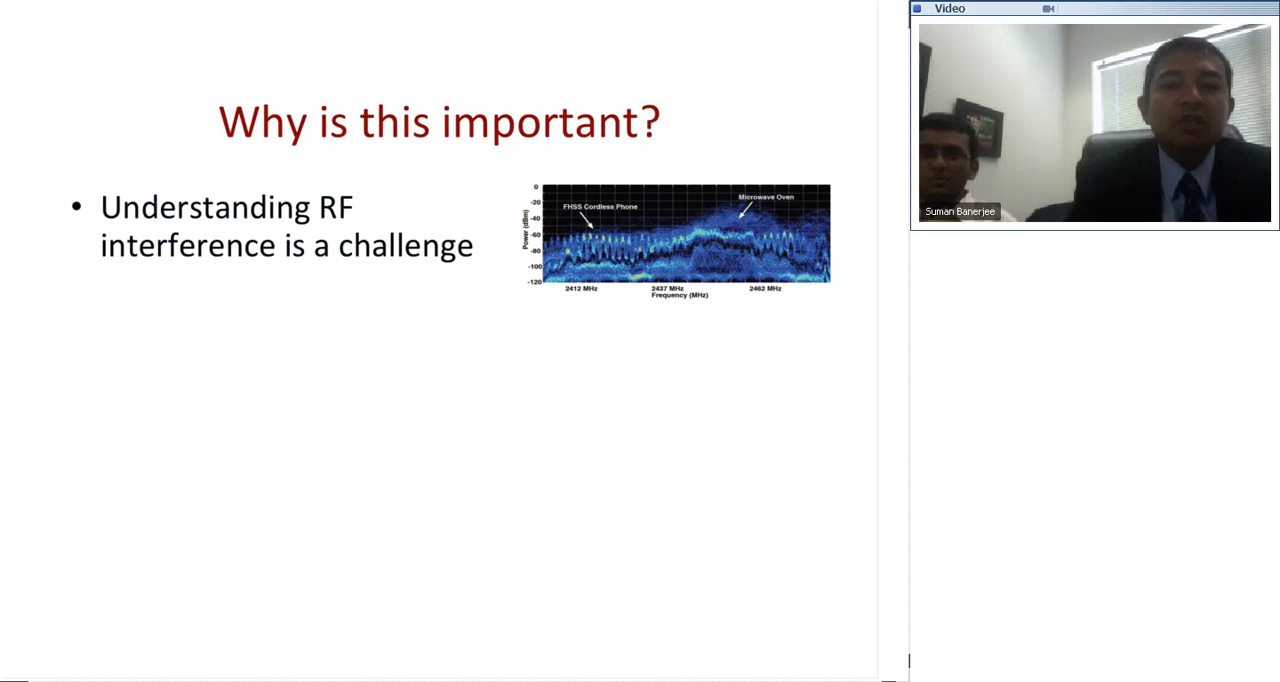 Why is this important?
• Understanding RF
interference is a challenge
0
-20
-40
-60
-80
-100
-120
Power (dBm)
FHSS Cordless Phone
Microwave Oven
2412 MHz
2437 MHz
2462 MHz
Frequency (MHz)
Video
Suman Banerjee